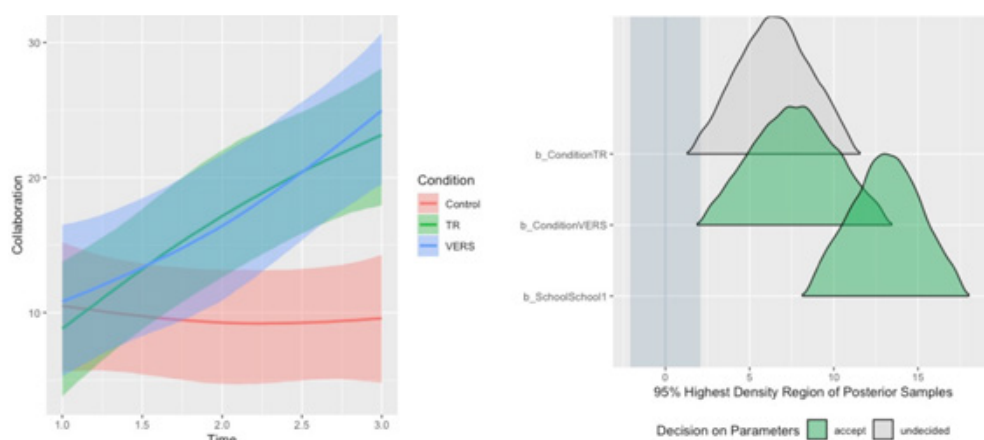 30
20
10
Collaboration
1.0
1.5
2.0
2.5
3.0
Time
Condition
Control
TR
VERS
b_ConditionTR
b_ConditionVERS
b_SchoolSchool1
0
5
10
15
95% Highest Density Region of Posterior Samples
Decision on Parameters
accept
undecided